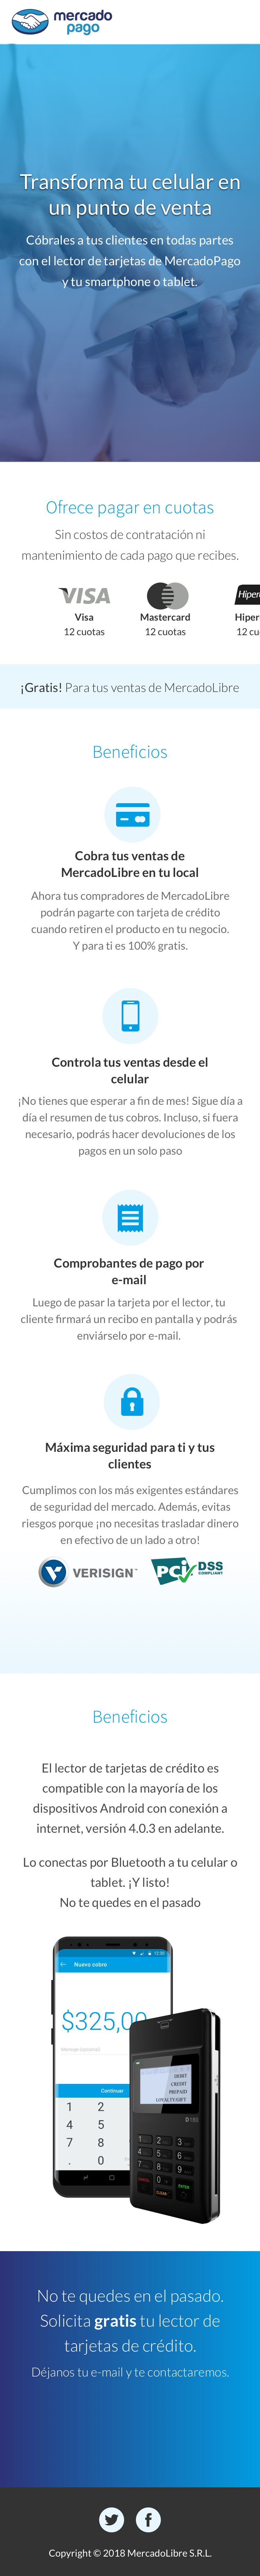 mercado
pago
Transforma tu celular en
un punto de venta
Cóbrales a tus clientes en todas partes
con el lector de tarjetas de MercadoPago
y tu smartphone o tablet.
Ofrece pagar en cuotas
Sin costos de contratación ni
mantenimiento de cada pago que recibes.
VISA
Visa
12 cuotas
Mastercard
12 cuotas
Hiper
Hiper
12 cu
¡Gratis! Para tus ventas de MercadoLibre
Beneficios
Cobra tus ventas de
MercadoLibre en tu local
Ahora tus compradores de MercadoLibre
podrán pagarte con tarjeta de crédito
cuando retiren el producto en tu negocio.
Y para ti es 100% gratis.
Controla tus ventas desde el
celular
¡No tienes que esperar a fin de mes! Sigue día a
día el resumen de tus cobros. Incluso, si fuera
necesario, podrás hacer devoluciones de los
pagos en un solo paso
Comprobantes de pago por
e-mail
Luego de pasar la tarjeta por el lector, tu
cliente firmará un recibo en pantalla y podrás
enviárselo por e-mail.
Máxima seguridad para ti y tus
clientes
Cumplimos con los más exigentes estándares
de seguridad del mercado. Además, evitas
riesgos porque ¡no necesitas trasladar dinero
en efectivo de un lado a otro!
VERISIGN
PCI DSS
COMPLIANT
Beneficios
El lector de tarjetas de crédito es
compatible con la mayoría de los
dispositivos Android con conexión a
internet, versión 4.0.3 en adelante.
Lo conectas por Bluetooth a tu celular o
tablet. ¡Y listo!
No te quedes en el pasado
12:30
Nuevo cobro
$325,00
Mensaje (opcional)
Continuar
1 2
4 5
7 8
. 0
DEBIT
CREDIT
PREPAID
LOYALTY/GIFT
D180
1 2 3
4 5 6
7 8 9
CANCEL 0 ENTER
CLEAR
No te quedes en el pasado.
Solicita gratis tu lector de
tarjetas de crédito.
Déjanos tu e-mail y te contactaremos.
Copyright © 2018 MercadoLibre S.R.L.